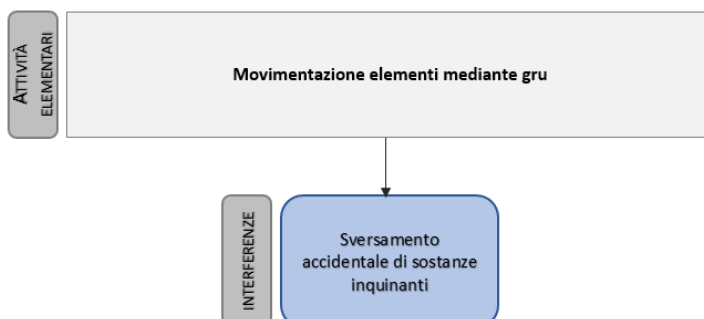 ATTIVITÀ
ELEMENTARI
Movimentazione elementi mediante gru
INTERFERENZE
Sversamento
accidentale di sostanze
inquinanti